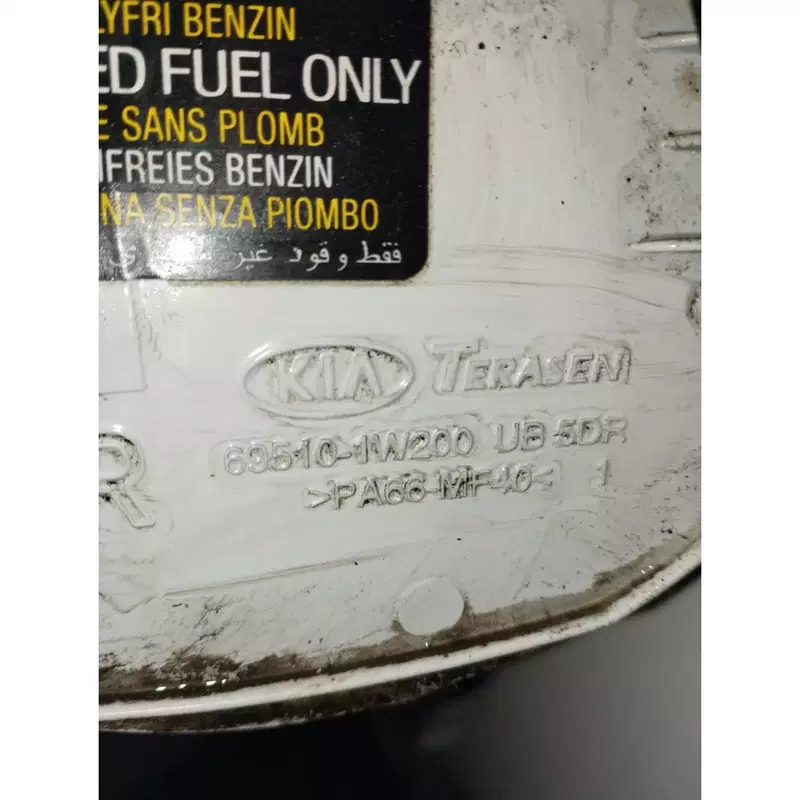 LYFRI BENZIN
ED FUEL ONLY
E SANS PLOMB
IFREIES BENZIN
NA SENZA PIOMBO
فقط وقود غير
KIA TERASEN
69510-1W200 UB 5DR
>PA66-MF40< 1
R